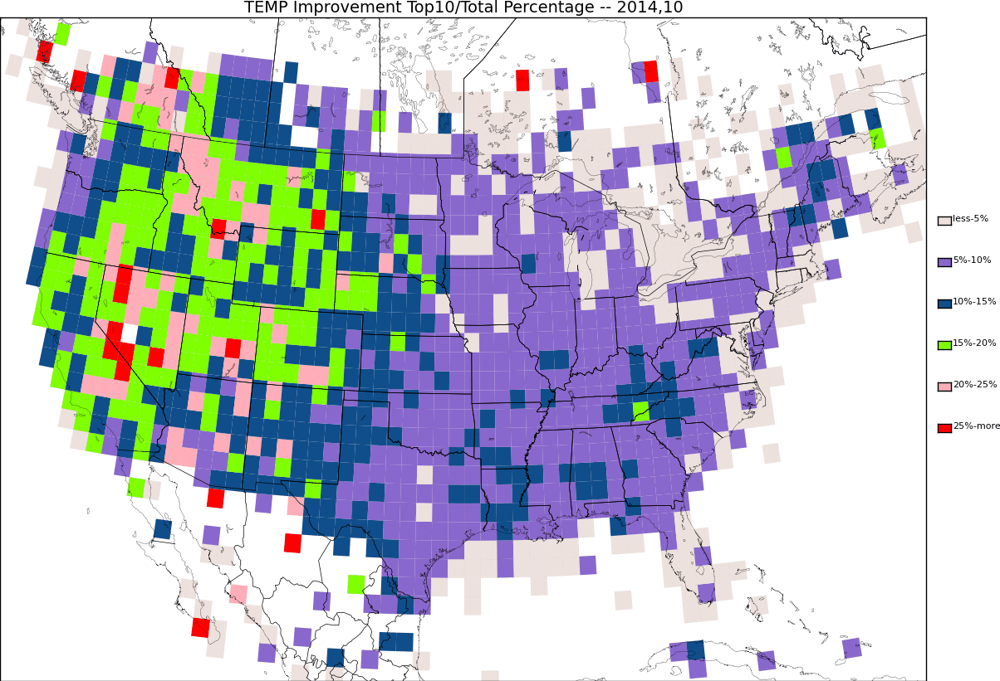 TEMP Improvement Top10/Total Percentage -- 2014,10
less-5%
5%-10%
10%-15%
15%-20%
20%-25%
25%-more